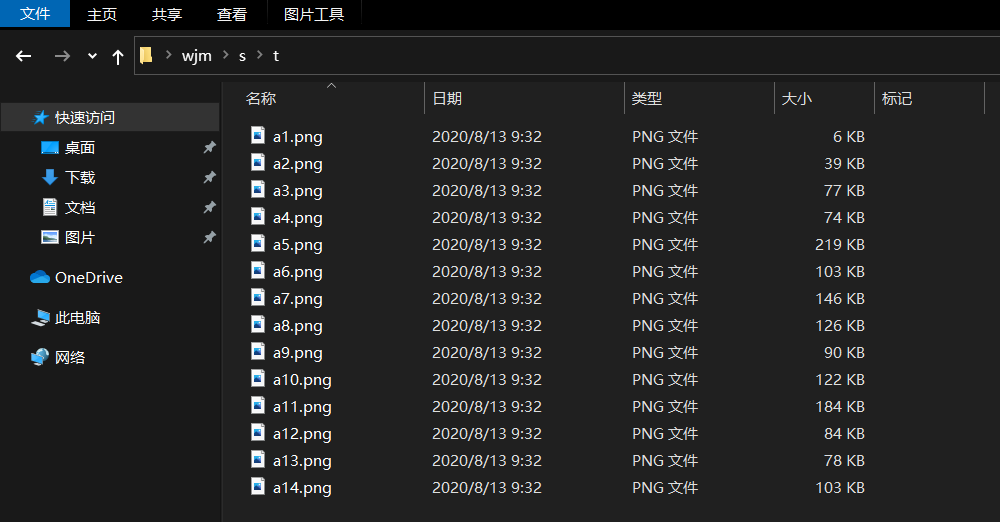 文件 主页 共享 查看 图片工具
wjm s t
名称 日期 类型 大小 标记
快速访问
桌面
下载
文档
图片
OneDrive
此电脑
网络
a1.png 2020/8/13 9:32 PNG 文件 6 KB
a2.png 2020/8/13 9:32 PNG 文件 39 KB
a3.png 2020/8/13 9:32 PNG 文件 77 KB
a4.png 2020/8/13 9:32 PNG 文件 74 KB
a5.png 2020/8/13 9:32 PNG 文件 219 KB
a6.png 2020/8/13 9:32 PNG 文件 103 KB
a7.png 2020/8/13 9:32 PNG 文件 146 KB
a8.png 2020/8/13 9:32 PNG 文件 126 KB
a9.png 2020/8/13 9:32 PNG 文件 90 KB
a10.png 2020/8/13 9:32 PNG 文件 122 KB
a11.png 2020/8/13 9:32 PNG 文件 184 KB
a12.png 2020/8/13 9:32 PNG 文件 84 KB
a13.png 2020/8/13 9:32 PNG 文件 78 KB
a14.png 2020/8/13 9:32 PNG 文件 103 KB